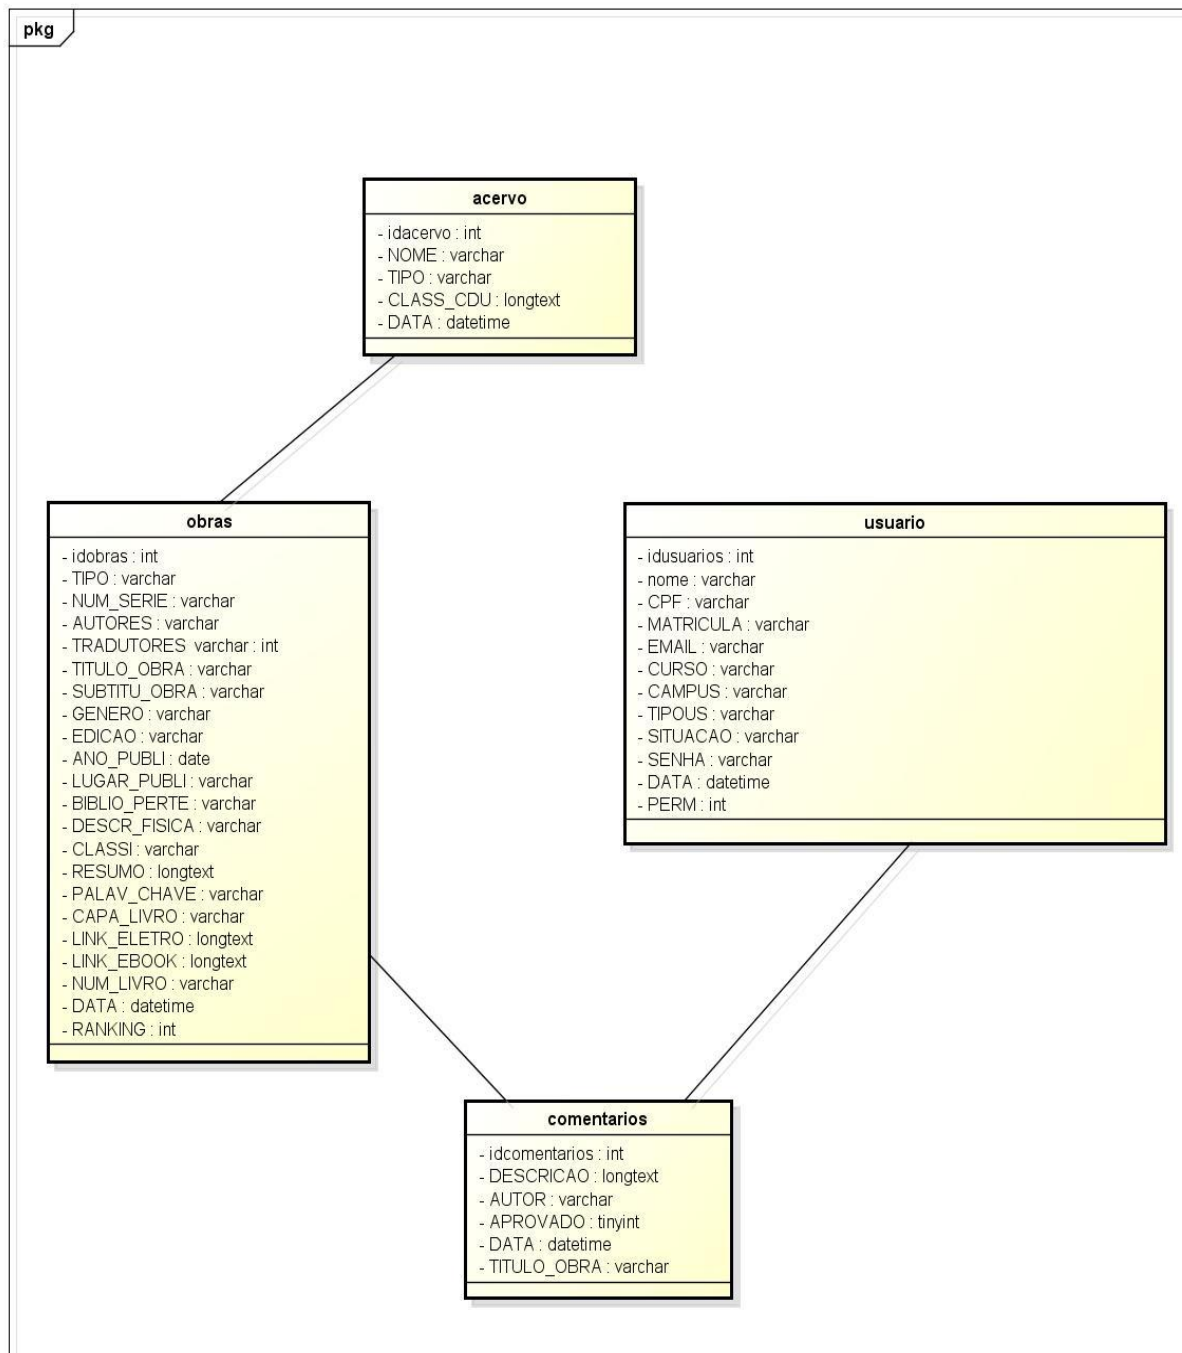 pkg
acervo
- idacervo : int
- NOME : varchar
- TIPO : varchar
- CLASS_CDU : longtext
- DATA : datetime
obras
- idobras : int
- TIPO : varchar
- NUM_SERIE : varchar
- AUTORES : varchar
- TRADUTORES varchar : int
- TITULO_OBRA : varchar
- SUBTITU_OBRA : varchar
- GENERO : varchar
- EDICAO : varchar
- ANO_PUBLI : date
- LUGAR_PUBLI : varchar
- BIBLIO_PERTE : varchar
- DESCR_FISICA : varchar
- CLASSI : varchar
- RESUMO : longtext
- PALAV_CHAVE : varchar
- CAPA_LIVRO : varchar
- LINK_ELETRO : longtext
- LINK_EBOOK : longtext
- NUM_LIVRO : varchar
- DATA : datetime
- RANKING : int
usuario
- idusuarios : int
- nome : varchar
- CPF : varchar
- MATRICULA : varchar
- EMAIL : varchar
- CURSO : varchar
- CAMPUS : varchar
- TIPOUS : varchar
- SITUACAO : varchar
- SENHA : varchar
- DATA : datetime
- PERM : int
comentarios
- idcomentarios : int
- DESCRICAO : longtext
- AUTOR : varchar
- APROVADO : tinyint
- DATA : datetime
- TITULO_OBRA : varchar